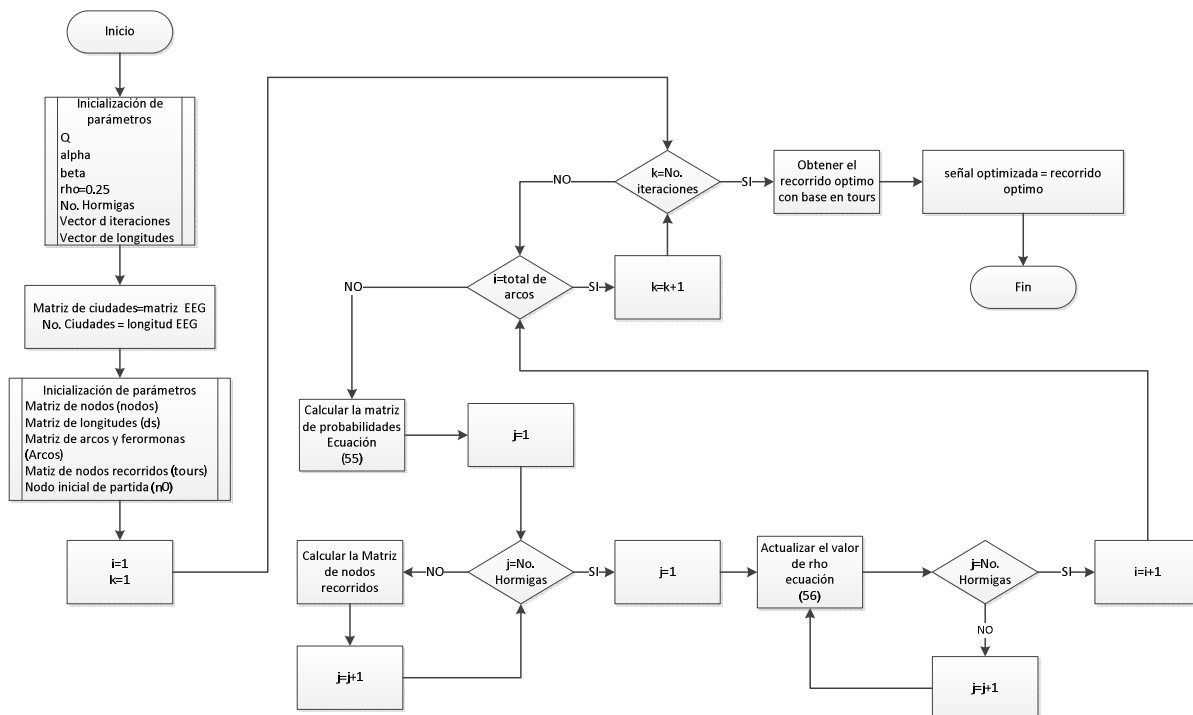 Inicio
Inicialización de
parámetros
Q
alpha
beta
rho=0.25
No. Hormigas
Vector d iteraciones
Vector de longitudes
Matriz de ciudades=matriz EEG
No. Ciudades = longitud EEG
Inicialización de parámetros
Matriz de nodos (nodos)
Matriz de longitudes (ds)
Matriz de arcos y ferormonas
(Arcos)
Matiz de nodos recorridos (tours)
Nodo inicial de partida (n0)
i=1
k=1
k=No.
iteraciones
NO
SI
Obtener el
recorrido optimo
con base en tours
señal optimizada = recorrido
optimo
Fin
i=total de
arcos
NO
SI
k=k+1
Calcular la matriz
de probabilidades
Ecuación
(55)
j=1
j=No.
Hormigas
NO
SI
Calcular la Matriz
de nodos
recorridos
j=j+1
j=1
Actualizar el valor
de rho
ecuación
(56)
j=No.
Hormigas
SI
NO
i=i+1
j=j+1